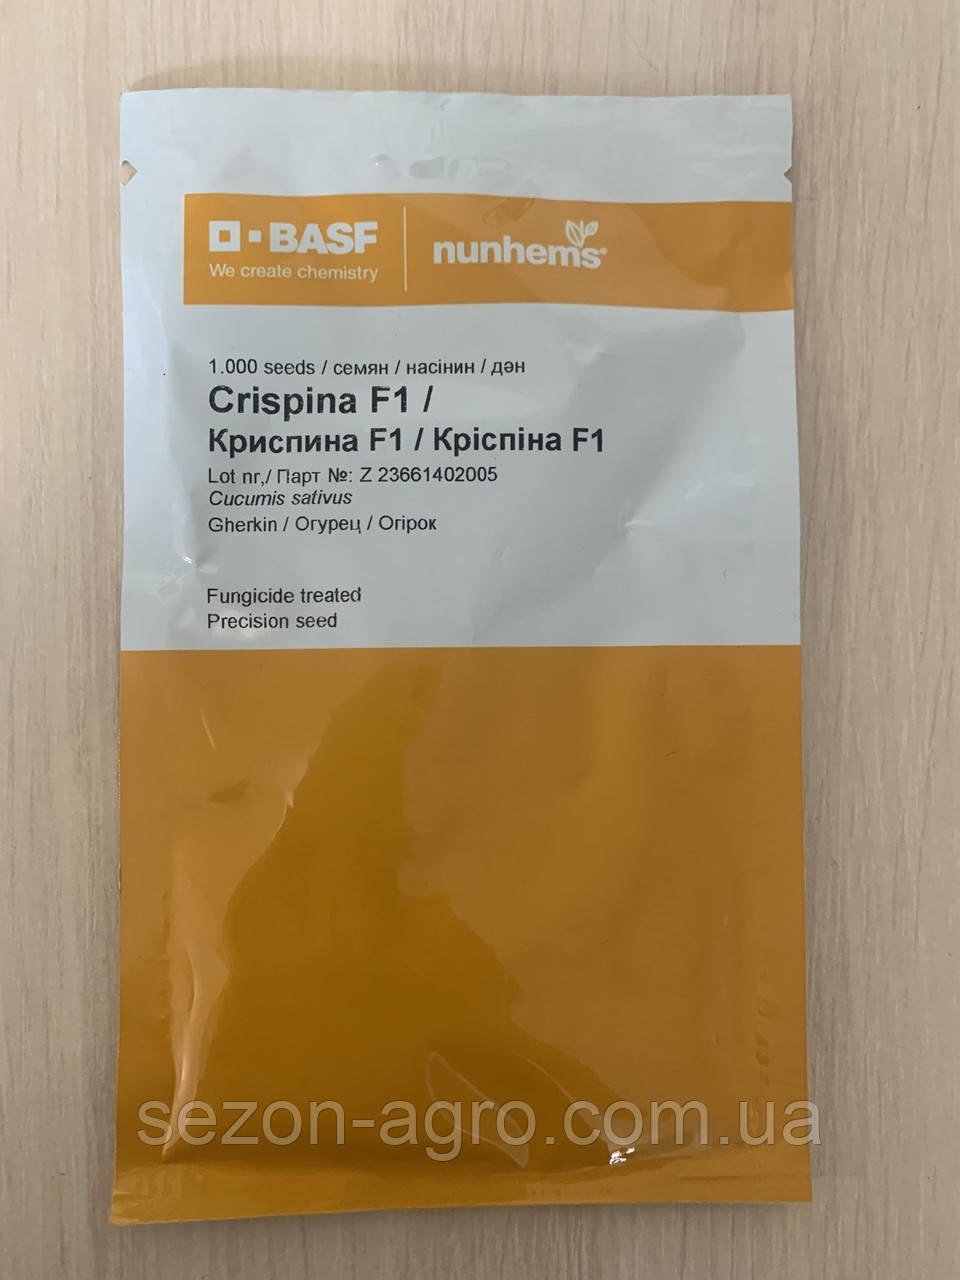 BASF
We create chemistry
nunhems®
1.000 seeds / семян / насінин / дән
Crispina F1 /
Криспина F1 / Кріспіна F1
Lot nr,/ Парт №: Z 23661402005
Cucumis sativus
Gherkin / Огурец / Огірок
Fungicide treated
Precision seed
sezon-agro.com.ua